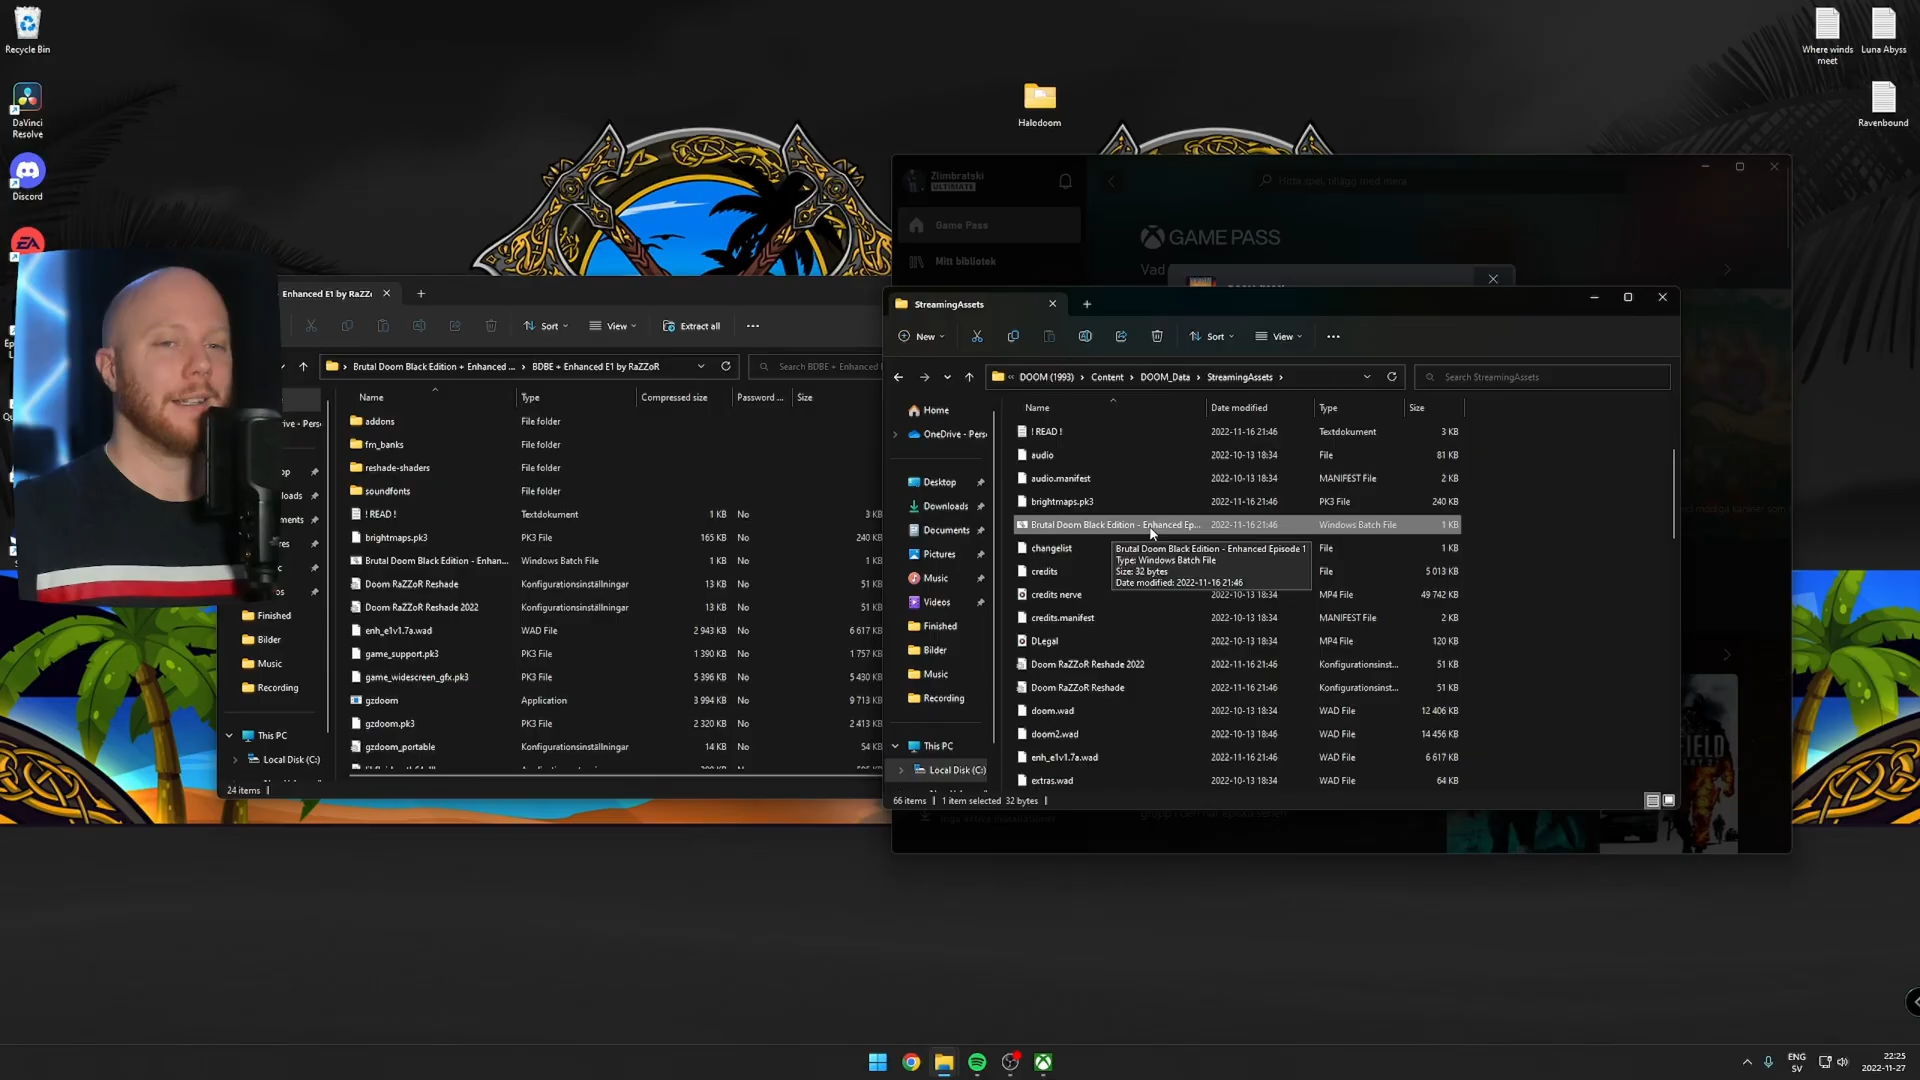 Recycle Bin
DaVinci
Resolve
Discord
EA
Halodoom
Where winds
meet
Luna Abyss
Ravenbound
Zlimbratski
ULTIMATE
Game Pass
Mitt bibliotek
GAME PASS
Vad
Enhanced E1 by RaZZo
Sort
View
Extract all
Brutal Doom Black Edition + Enhanced ... > BDBE + Enhanced E1 by RaZZoR
Search BDBE + Enhanced
Name Type Compressed size Password ... Size
addons File folder
fm_banks File folder
reshade-shaders File folder
soundfonts File folder
! READ ! Textdokument 1 KB No 3 KB
brightmaps.pk3 PK3 File 165 KB No 240 KB
Brutal Doom Black Edition - Enhan... Windows Batch File 1 KB No 1 KB
Doom RaZZoR Reshade Konfigurationsinställningar 13 KB No 51 KB
Doom RaZZoR Reshade 2022 Konfigurationsinställningar 13 KB No 51 KB
enh_e1v1.7a.wad WAD File 2 943 KB No 6 617 KB
game_support.pk3 PK3 File 1 390 KB No 1 757 KB
game_widescreen_gfx.pk3 PK3 File 5 396 KB No 5 430 KB
gzdoom Application 3 994 KB No 9 713 KB
gzdoom.pk3 PK3 File 2 320 KB No 2 413 KB
gzdoom_portable Konfigurationsinställningar 14 KB No 54 KB
Finished
Bilder
Music
Recording
This PC
Local Disk (C:)
24 items
StreamingAssets
New
Sort
View
DOOM (1993) > Content > DOOM_Data > StreamingAssets >
Search StreamingAssets
Home
OneDrive - Pers
Desktop
Downloads
Documents
Pictures
Music
Videos
Finished
Bilder
Music
Recording
This PC
Local Disk (C:)
Name Date modified Type Size
! READ ! 2022-11-16 21:46 Textdokument 3 KB
audio 2022-10-13 18:34 File 81 KB
audio.manifest 2022-10-13 18:34 MANIFEST File 2 KB
brightmaps.pk3 2022-11-16 21:46 PK3 File 240 KB
Brutal Doom Black Edition - Enhanced Ep... 2022-11-16 21:46 Windows Batch File 1 KB
changelist File 1 KB
credits File 5 013 KB
credits nerve 2022-10-13 18:34 MP4 File 49 742 KB
credits.manifest 2022-10-13 18:34 MANIFEST File 2 KB
DLegal 2022-10-13 18:34 MP4 File 120 KB
Doom RaZZoR Reshade 2022 2022-11-16 21:46 Konfigurationsinst... 51 KB
Doom RaZZoR Reshade 2022-11-16 21:46 Konfigurationsinst... 51 KB
doom.wad 2022-10-13 18:34 WAD File 12 406 KB
doom2.wad 2022-10-13 18:46 WAD File 14 456 KB
enh_e1v1.7a.wad 2022-11-16 21:46 WAD File 6 617 KB
extras.wad 2022-10-13 18:34 WAD File 64 KB
Brutal Doom Black Edition - Enhanced Episode 1
Type: Windows Batch File
Size: 32 bytes
Date modified: 2022-11-16 21:46
66 items
1 item selected 32 bytes
ENG
SV
22:25
2022-11-27